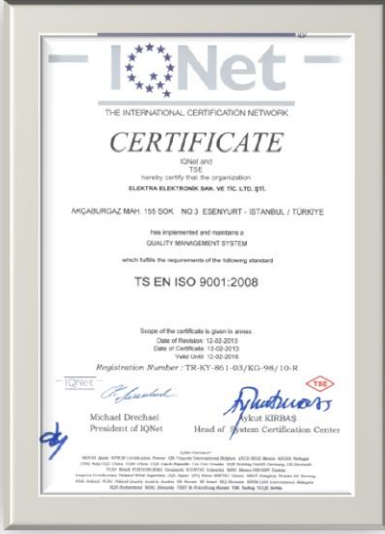 IQNet
THE INTERNATIONAL CERTIFICATION NETWORK
CERTIFICATE
IQNet and
TSE
hereby certify that the organization
ELEKTRA ELEKTRONİK SAN. VE TİC. LTD. ŞTİ.
AKÇABURGAZ MAH. 155 SOK. NO:3 ESENYURT - İSTANBUL / TÜRKİYE
has implemented and maintains a
QUALITY MANAGEMENT SYSTEM
which fulfills the requirements of the following standard
TS EN ISO 9001:2008
Scope of the certificate is given in annex
Date of Revision: 12-02-2013
Date of Certificate: 12-02-2013
Valid Until: 12-02-2016
Registration Number : TR-KY-861-03/KG-98/10-R
IQNet
TSE
Michael Drechsel
Aykut KIRBAŞ
President of IQNet
Head of System Certification Center